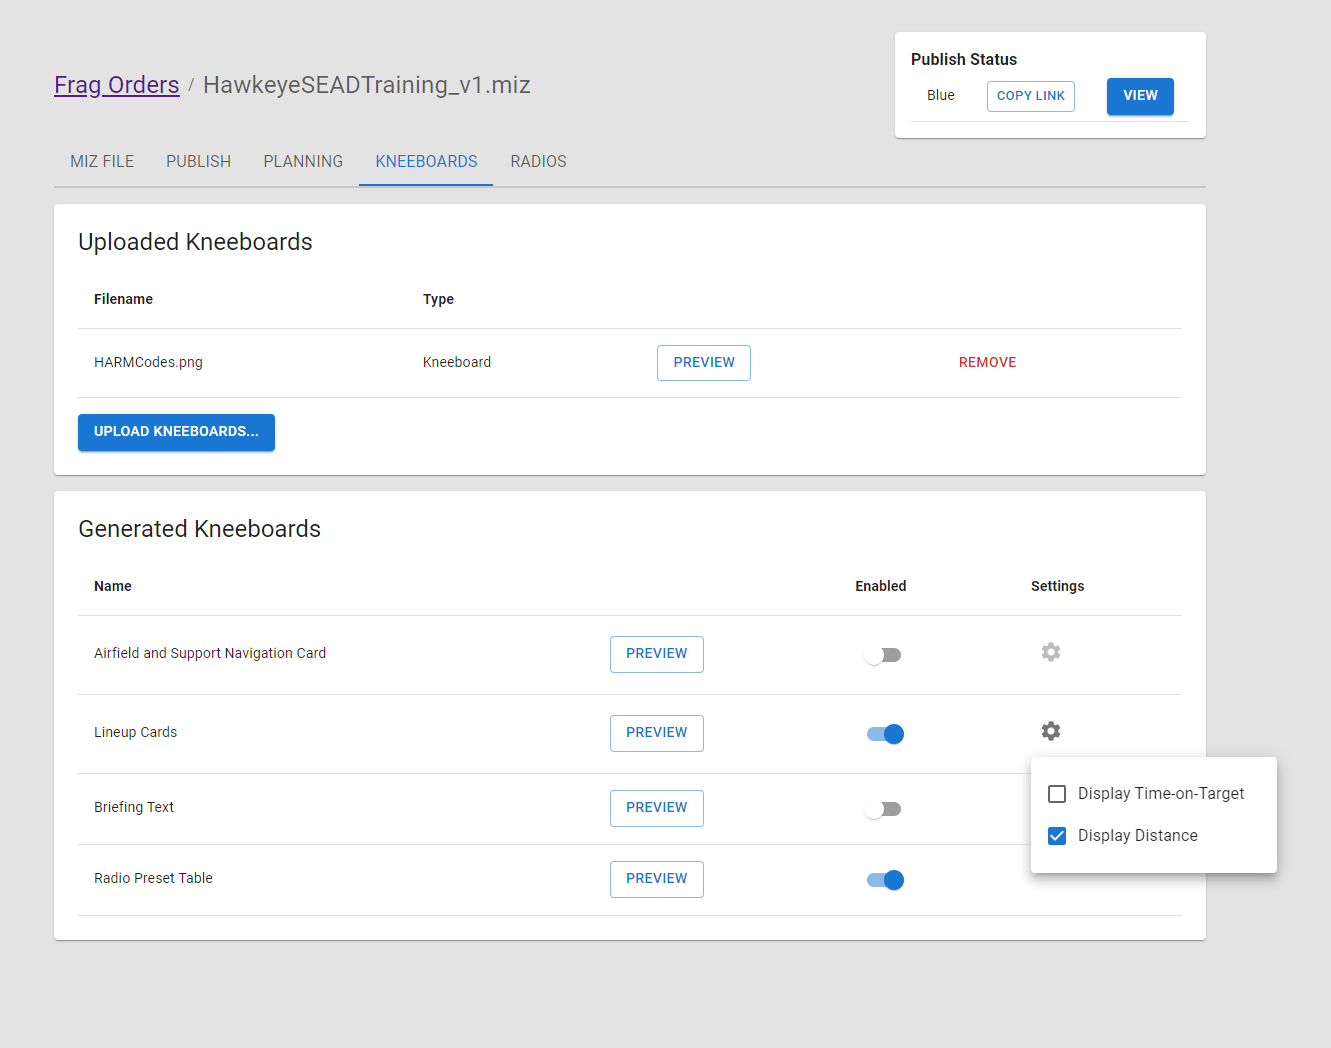 Publish Status
Blue COPY LINK VIEW
Frag Orders / HawkeyeSEADTraining_v1.miz
MIZ FILE PUBLISH PLANNING KNEEBOARDS RADIOS
Uploaded Kneeboards
Filename Type
HARMCodes.png Kneeboard PREVIEW REMOVE
UPLOAD KNEEBOARDS...
Generated Kneeboards
Name Enabled Settings
Airfield and Support Navigation Card PREVIEW
Lineup Cards PREVIEW
Display Time-on-Target
Briefing Text PREVIEW
Display Distance
Radio Preset Table PREVIEW